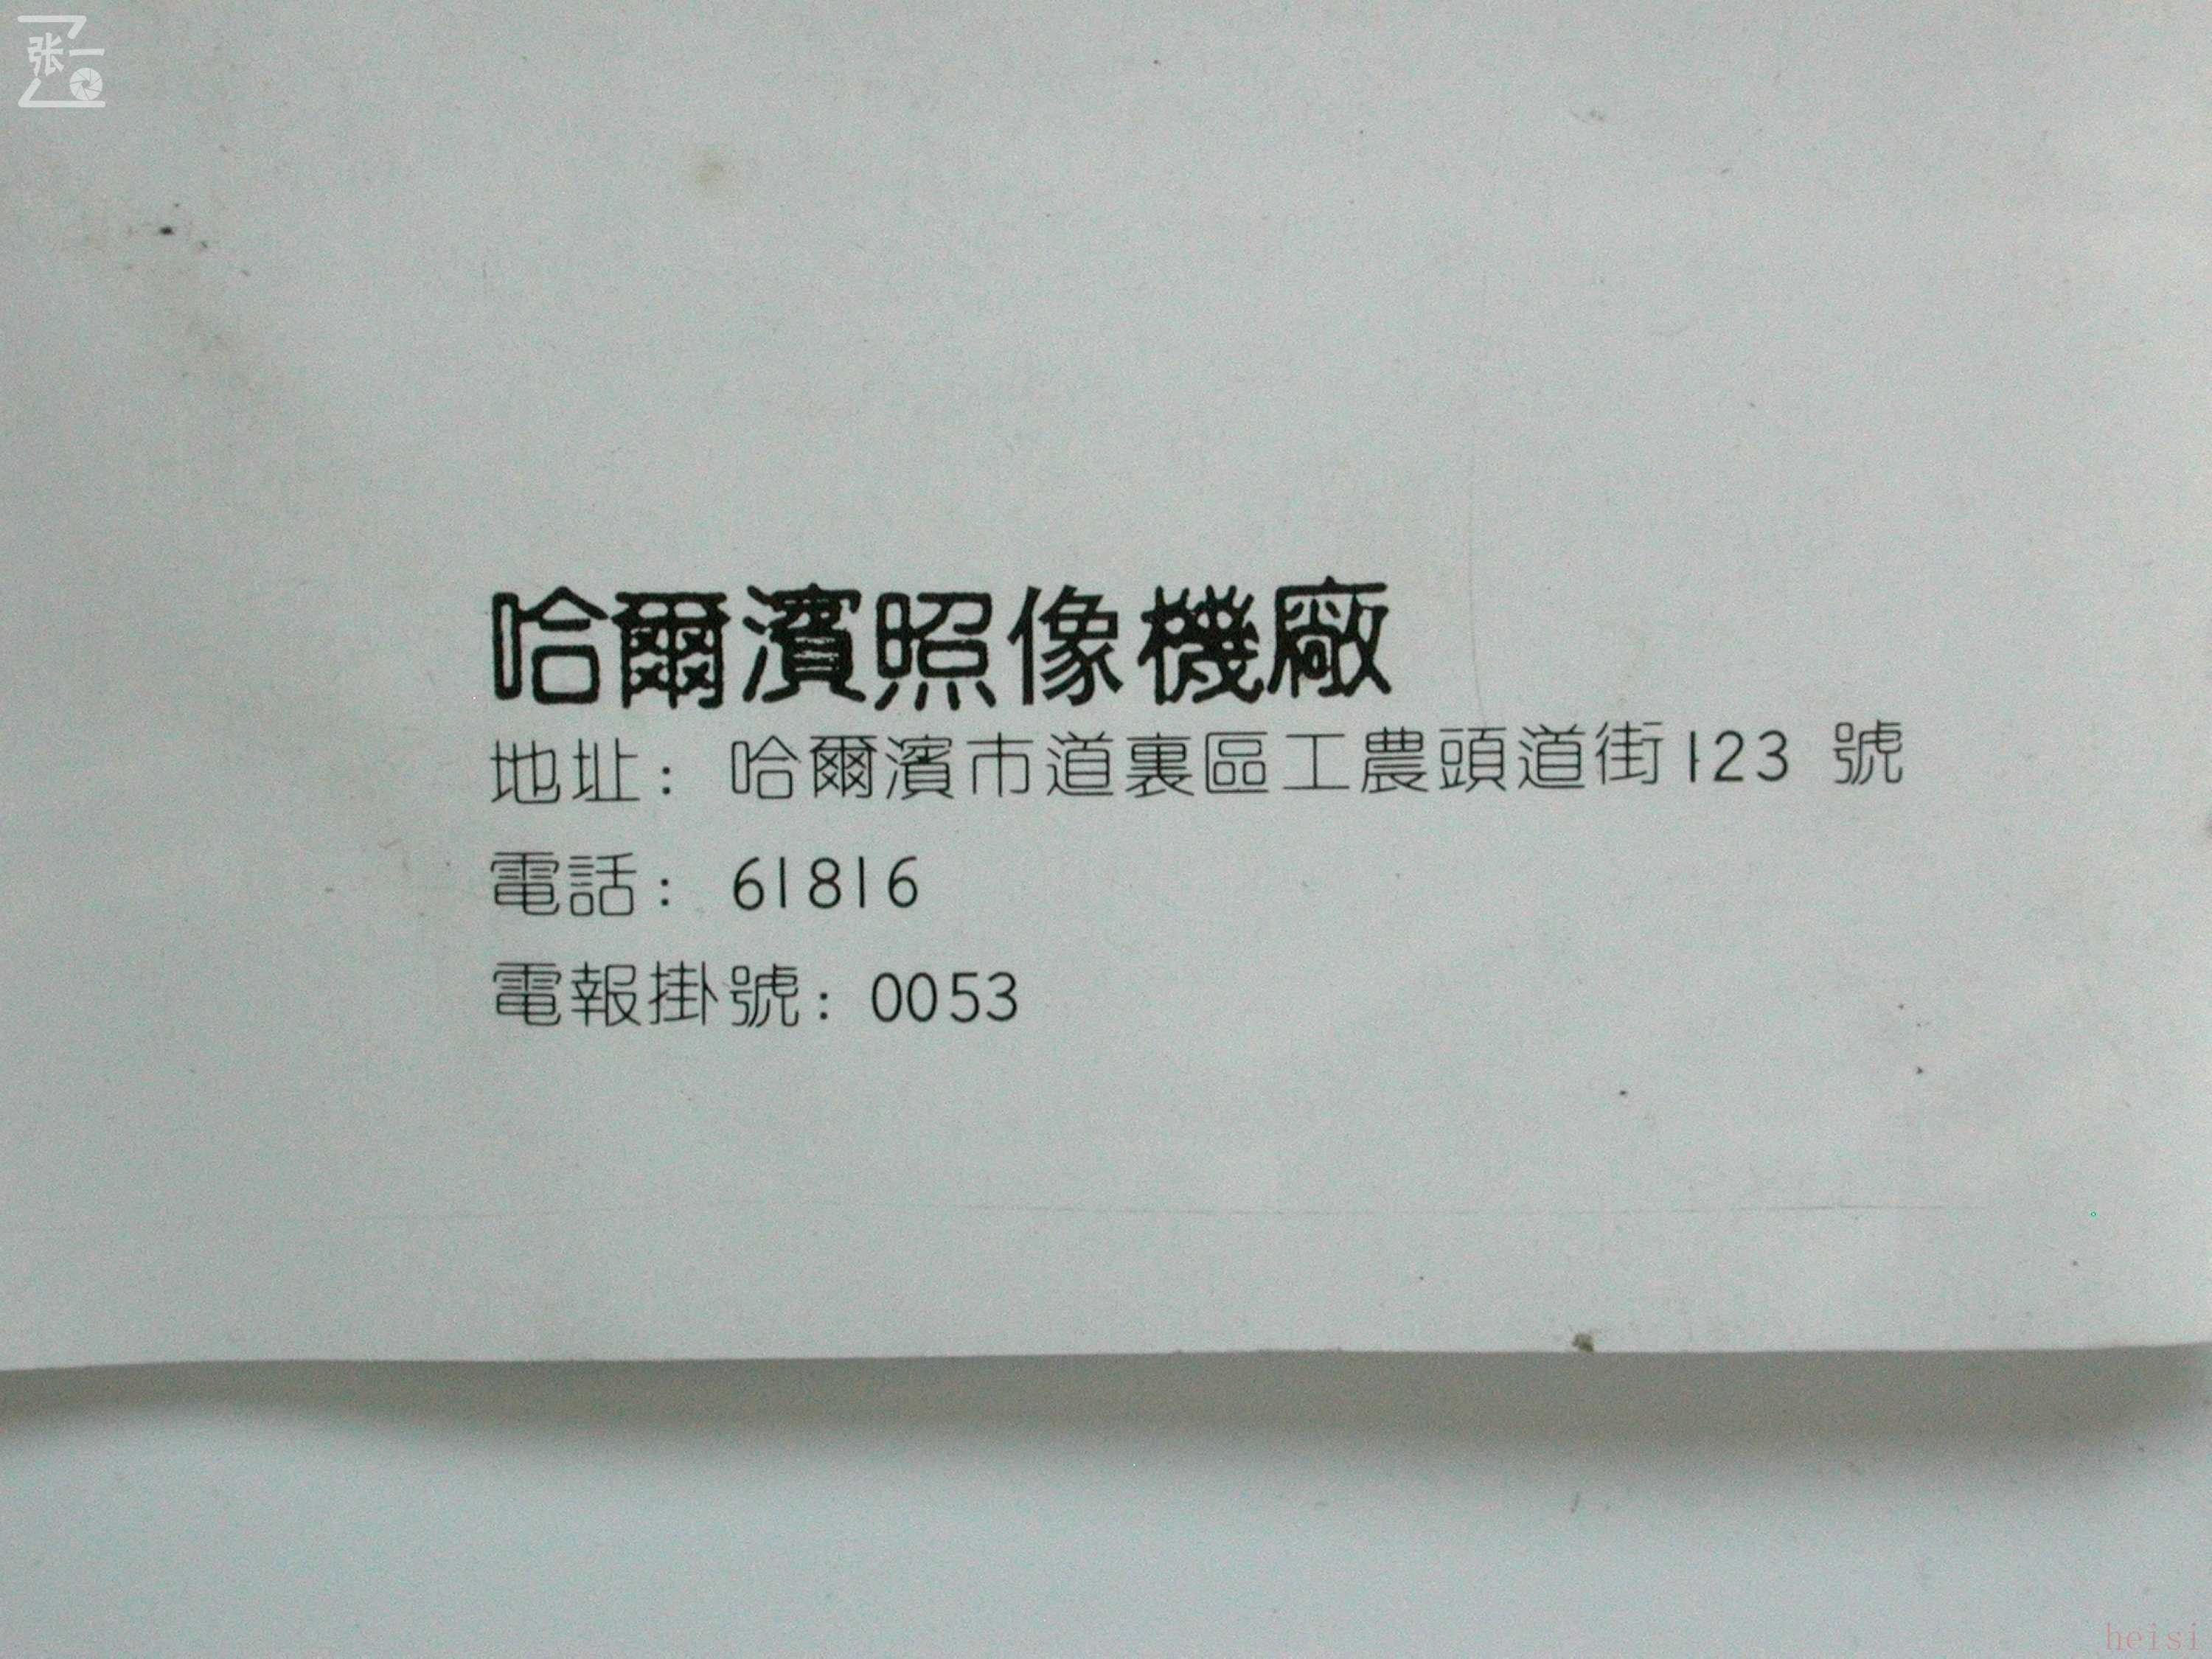 张一
哈爾濱照像機廠
地址: 哈爾濱市道裏區工農頭道街123 號
電話: 61816
電報掛號: 0053
heisi